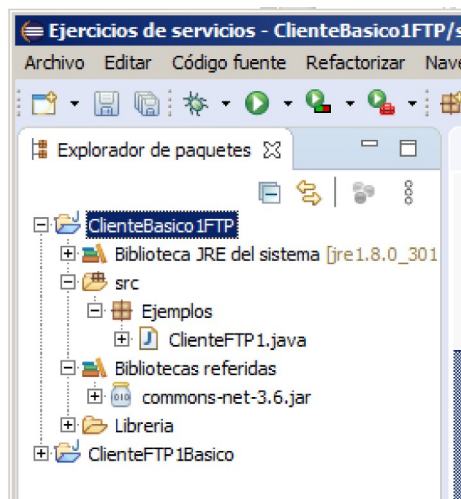 Ejercicios de servicios - ClienteBasico1FTP/s
Archivo Editar Código fuente Refactorizar Nave
Explorador de paquetes
ClienteBasico1FTP
Biblioteca JRE del sistema [jre1.8.0_301
src
Ejemplos
ClienteFTP1.java
Bibliotecas referidas
010 commons-net-3.6.jar
Libreria
ClienteFTP1Basico